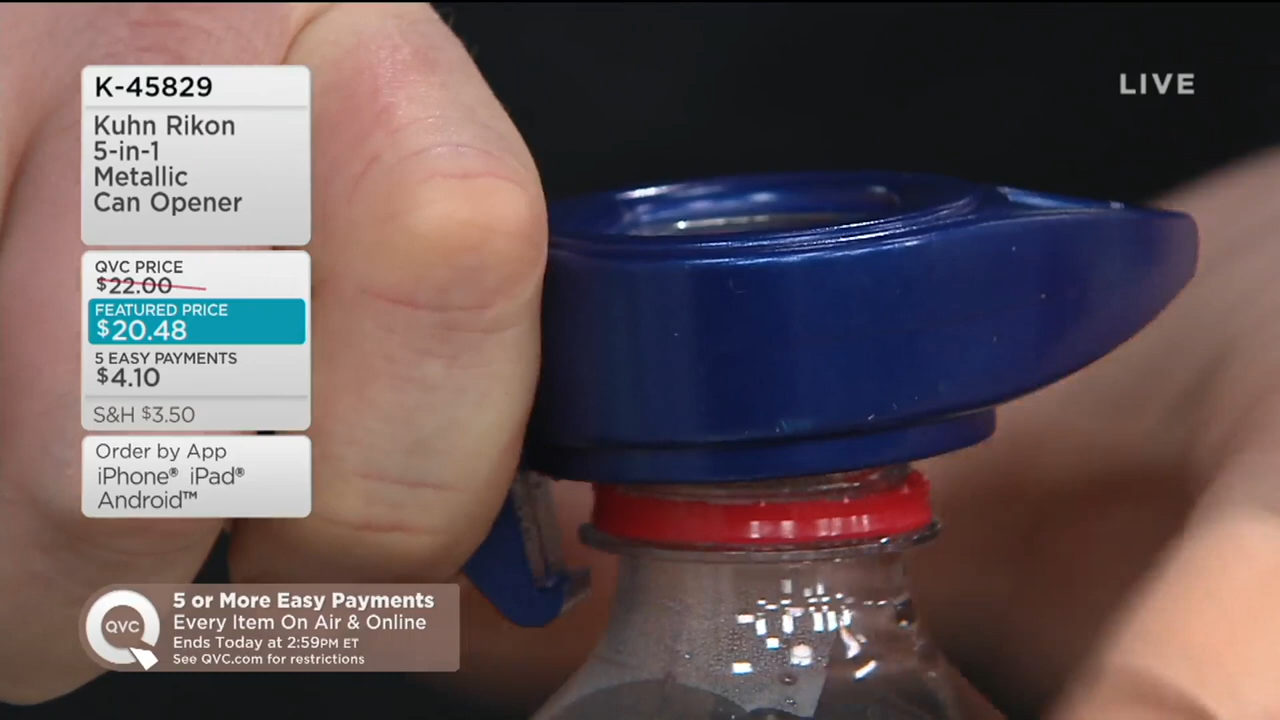 K-45829
Kuhn Rikon
5-in-1
Metallic
Can Opener
QVC PRICE
$22.00
FEATURED PRICE
$20.48
5 EASY PAYMENTS
$4.10
S&H $3.50
Order by App
iPhone® iPad®
Android™
LIVE
QVC
5 or More Easy Payments
Every Item On Air & Online
Ends Today at 2:59PM ET
See QVC.com for restrictions